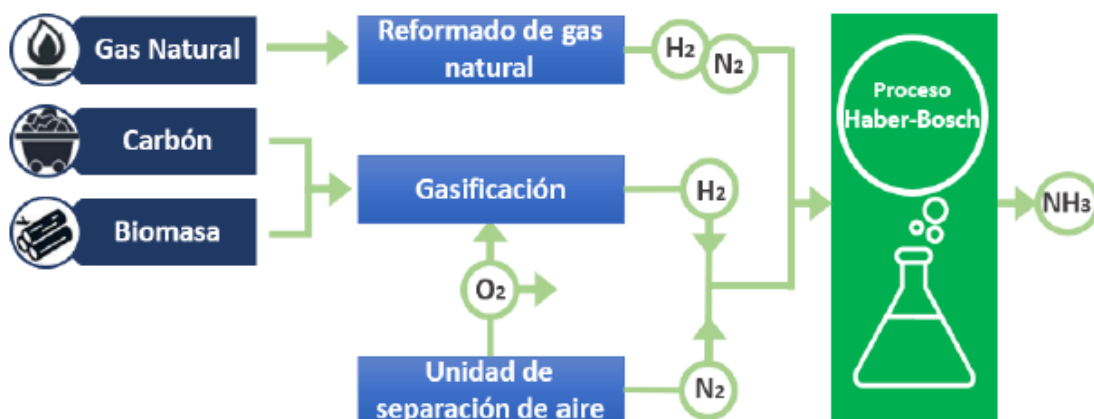 Gas Natural
Reformado de gas
natural
H2
N2
Proceso
Haber-Bosch
Carbón
Gasificación
H2
NH3
Biomasa
O2
Unidad de
separación de aire
N2